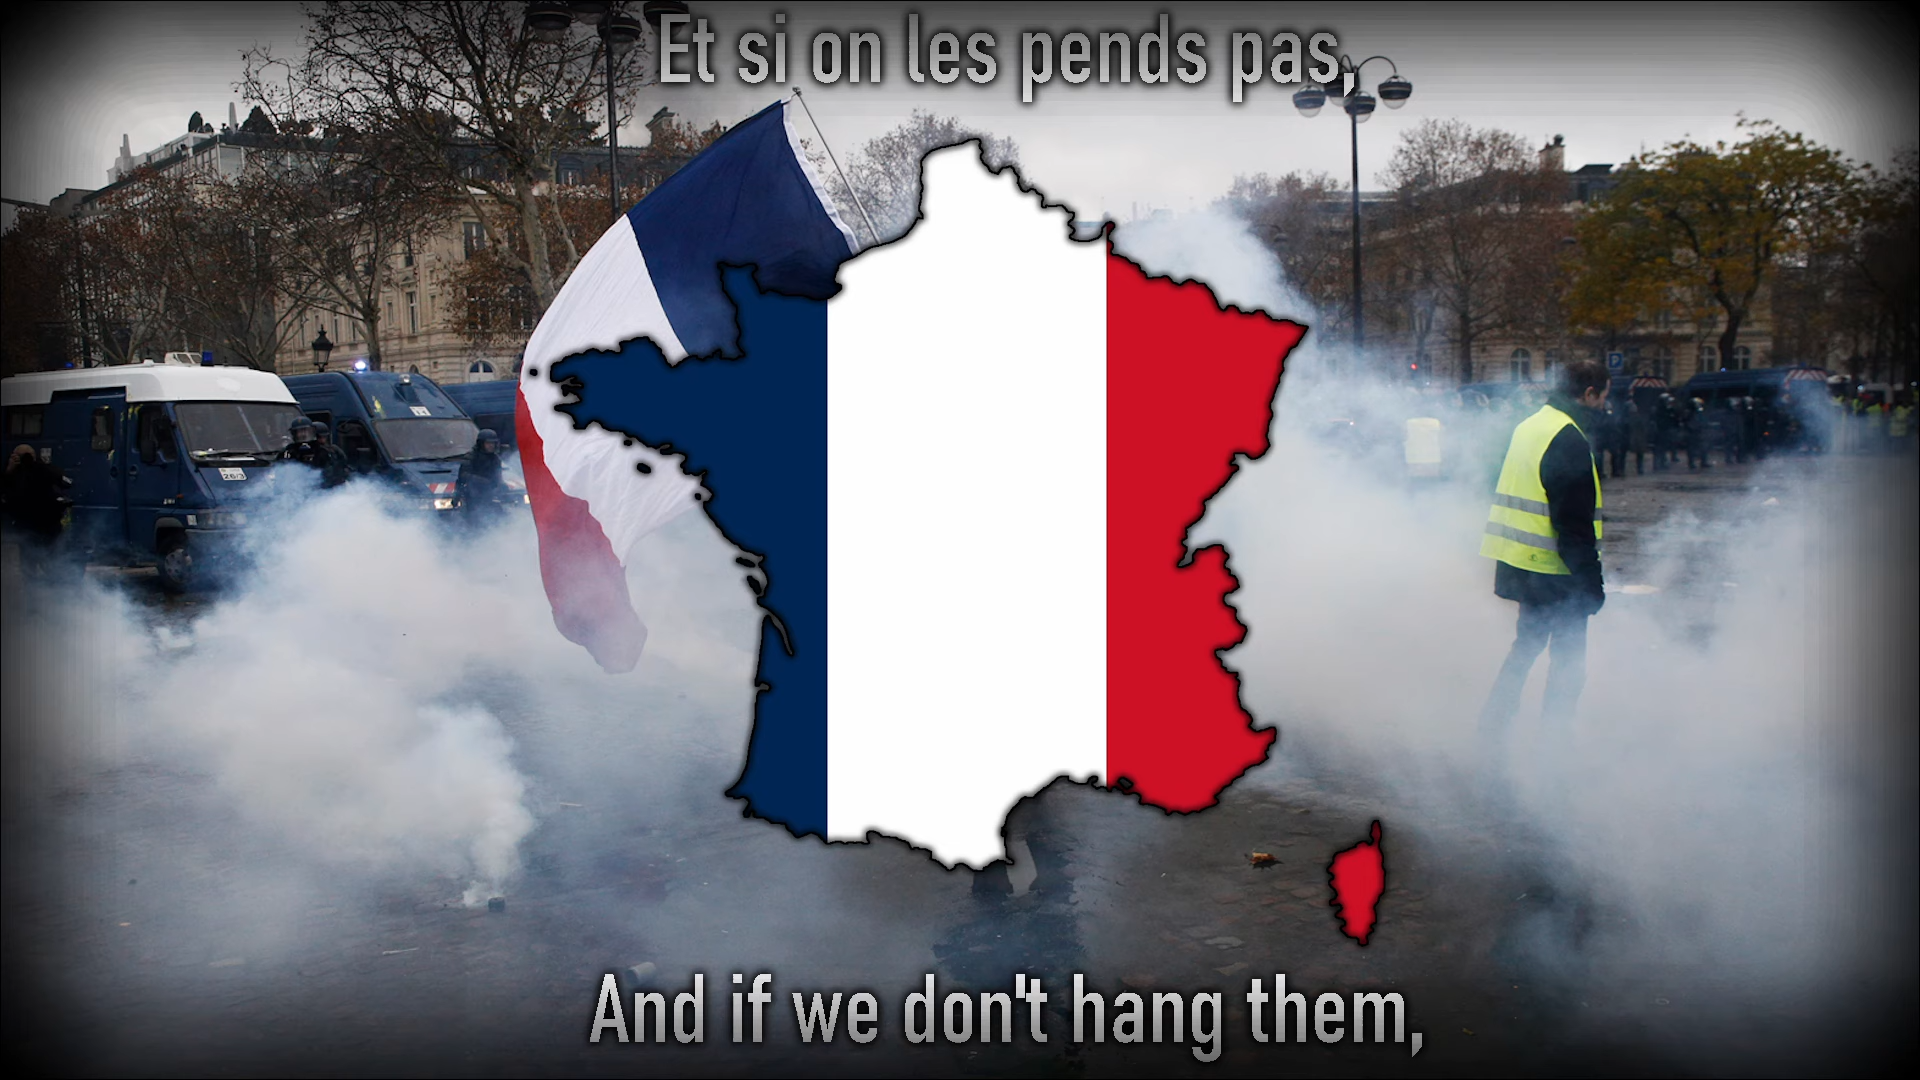 Et si on les pends pas,
And if we don't hang them,